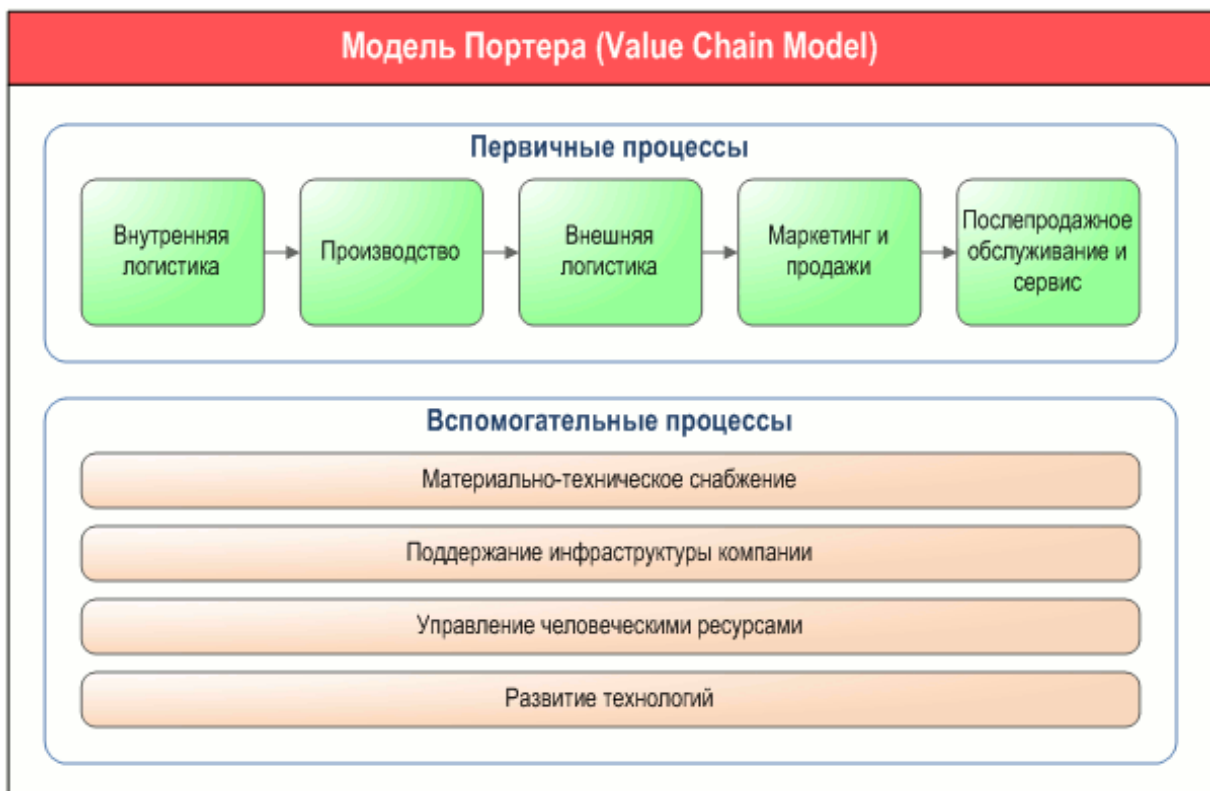 Модель Портера (Value Chain Model)
Первичные процессы
Внутренняя
логистика
Производство
Внешняя
логистика
Маркетинг и
продажи
Послепродажное
обслуживание и
сервис
Вспомогательные процессы
Материально-техническое снабжение
Поддержание инфраструктуры компании
Управление человеческими ресурсами
Развитие технологий